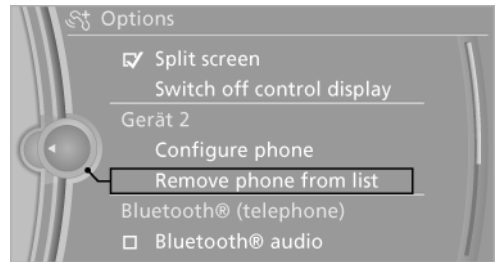 Options
Split screen
Switch off control display
Gerät 2
Configure phone
Remove phone from list
Bluetooth® (telephone)
Bluetooth® audio